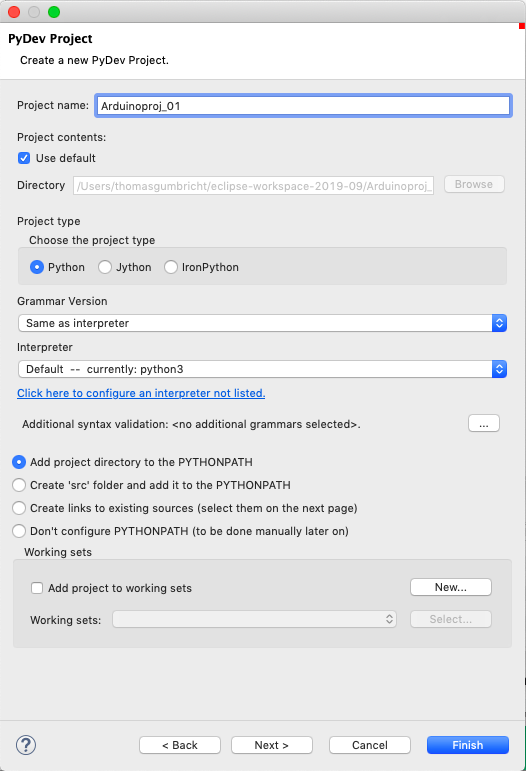 PyDev Project
Create a new PyDev Project.
Project name: Arduinoproj_01
Project contents:
Use default
Directory /Users/thomasgumbricht/eclipse-workspace-2019-09/Arduinoproj_ Browse
Project type
Choose the project type
Python Jython IronPython
Grammar Version
Same as interpreter
Interpreter
Default -- currently: python3
Click here to configure an interpreter not listed.
Additional syntax validation: <no additional grammars selected>. ...
Add project directory to the PYTHONPATH
Create 'src' folder and add it to the PYTHONPATH
Create links to existing sources (select them on the next page)
Don't configure PYTHONPATH (to be done manually later on)
Working sets
Add project to working sets New...
Working sets: Select...
? < Back Next > Cancel Finish